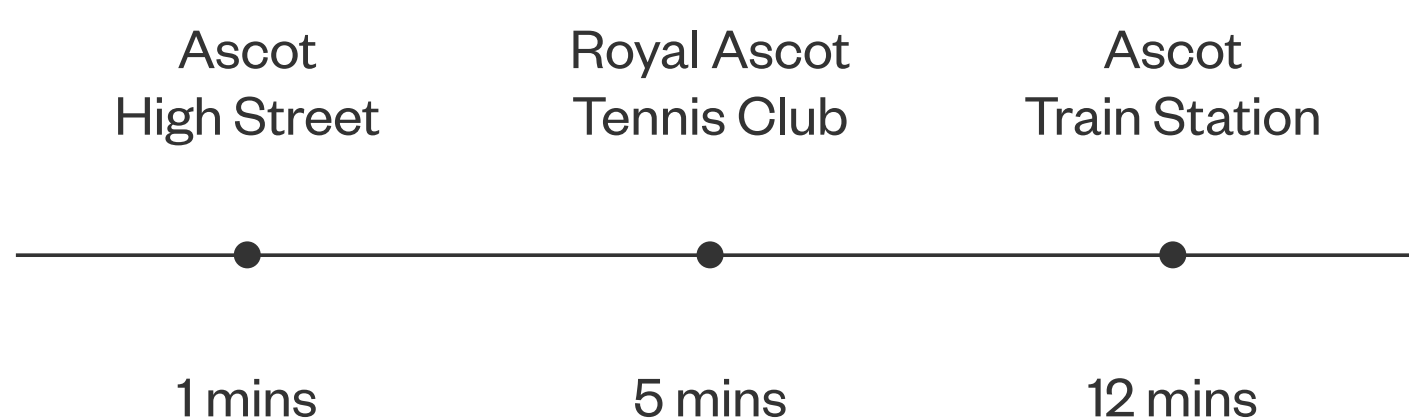 Ascot
High Street
1 mins
Royal Ascot
Tennis Club
5 mins
Ascot
Train Station
12 mins